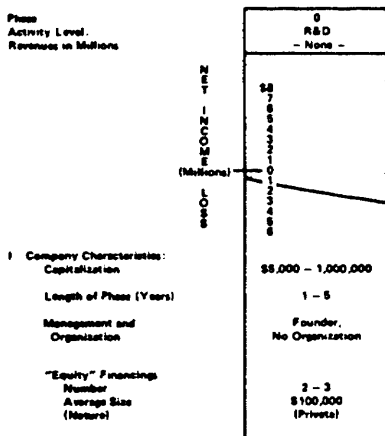 Phase 0
Activity Level. R&D
Revenues in Millions - None -
NET INCOME (Millions) LOSS
$8
7
6
5
4
3
2
1
0
1
2
3
4
5
6
I Company Characteristics:
Capitalization $5,000 - 1,000,000
Length of Phase (Years) 1 - 5
Management and Founder,
Organization No Organization
"Equity" Financings
Number 2 - 3
Average Size $100,000
(Nature) (Private)